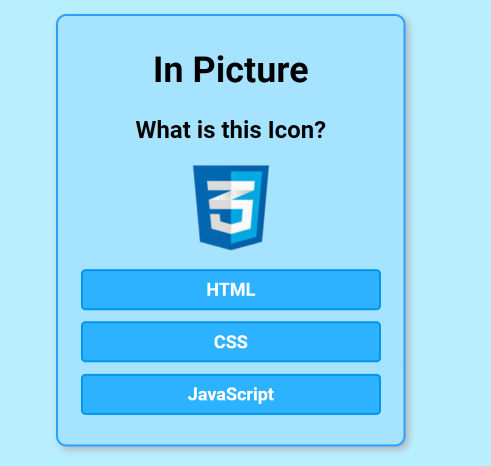 In Picture
What is this Icon?
HTML
CSS
JavaScript